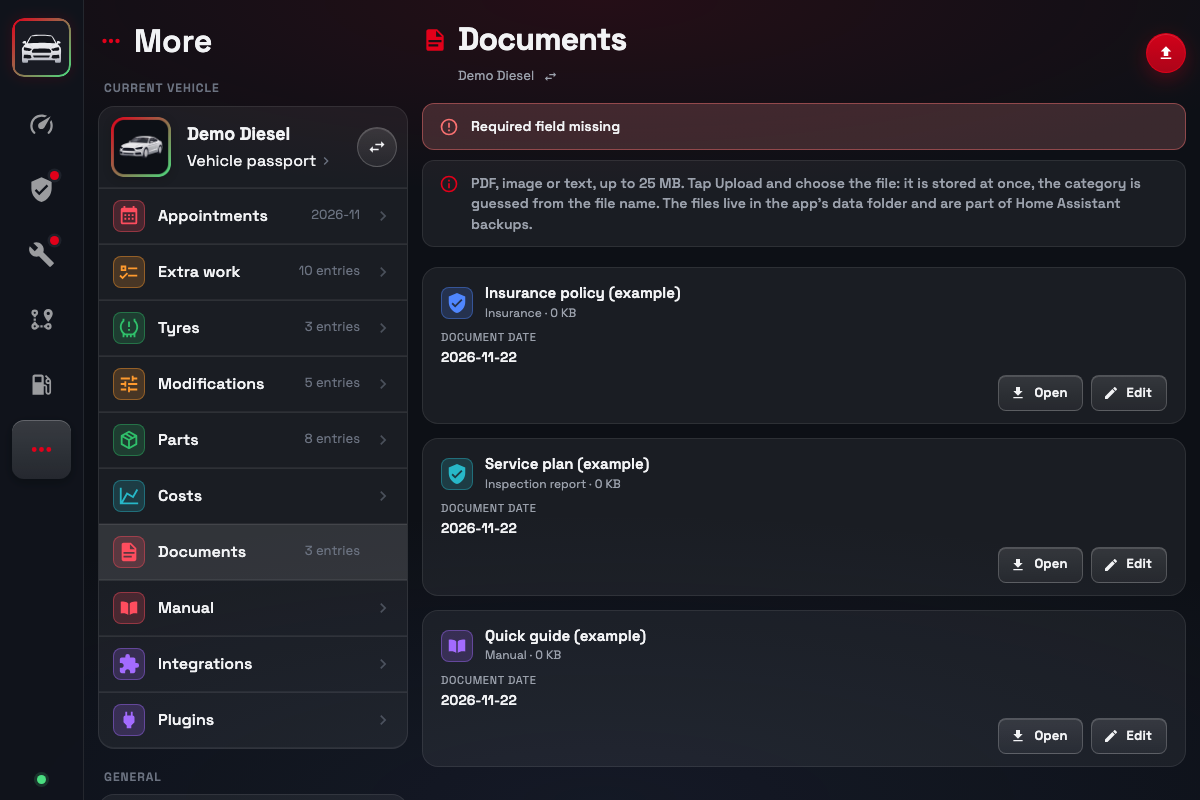 More
CURRENT VEHICLE
Demo Diesel
Vehicle passport
Appointments 2026-11
Extra work 10 entries
Tyres 3 entries
Modifications 5 entries
Parts 8 entries
Costs
Documents 3 entries
Manual
Integrations
Plugins
GENERAL
Documents
Demo Diesel
Required field missing
PDF, image or text, up to 25 MB. Tap Upload and choose the file: it is stored at once, the category is
guessed from the file name. The files live in the app's data folder and are part of Home Assistant
backups.
Insurance policy (example)
Insurance · 0 KB
DOCUMENT DATE
2026-11-22
Open Edit
Service plan (example)
Inspection report · 0 KB
DOCUMENT DATE
2026-11-22
Open Edit
Quick guide (example)
Manual · 0 KB
DOCUMENT DATE
2026-11-22
Open Edit